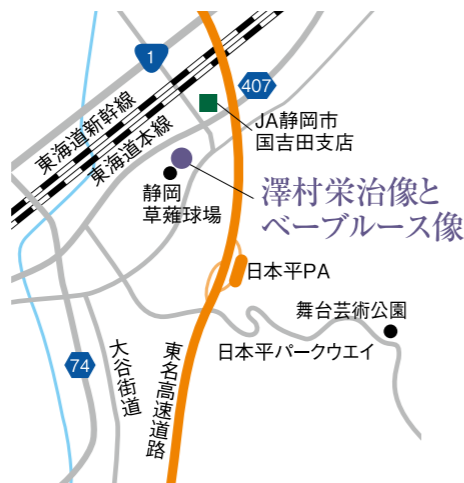 1
407
東海道新幹線
東海道本線
JA静岡市
国吉田支店
静岡
草薙球場
澤村栄治像と
ベーブルース像
日本平PA
舞台芸術公園
日本平パークウエイ
74
大谷街道
東名高速道路